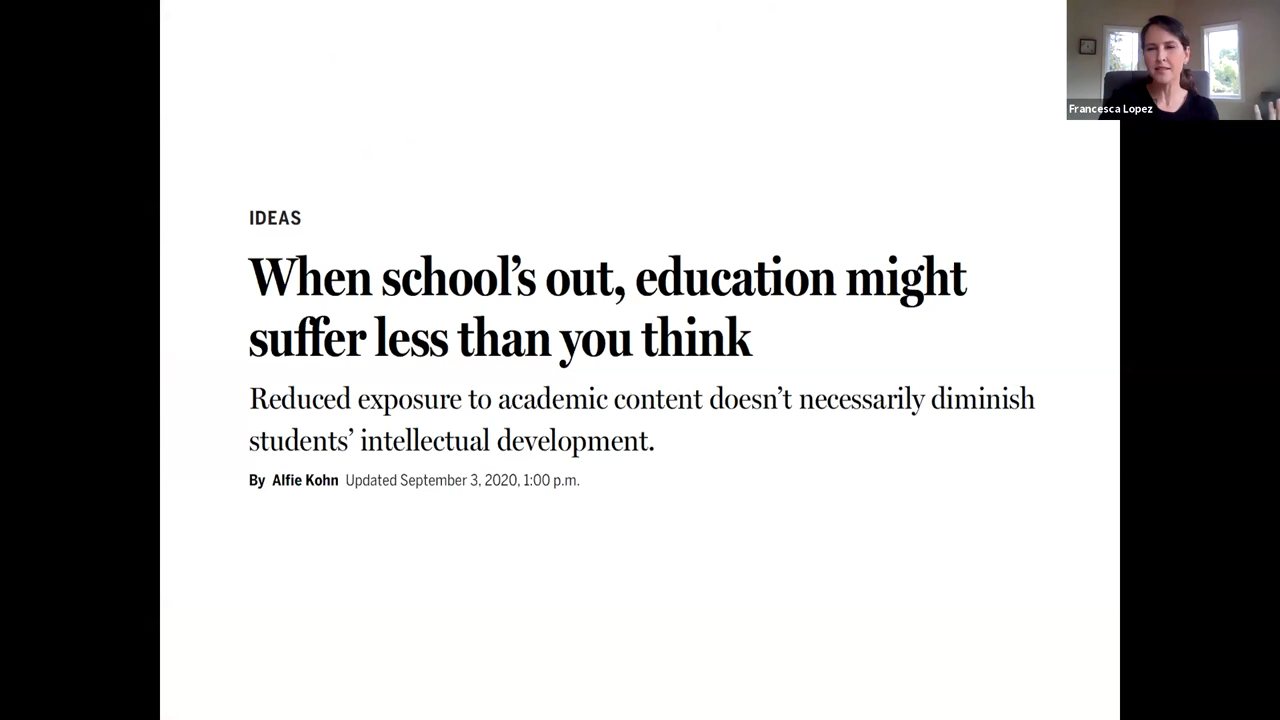 Francesca Lopez
IDEAS
When school’s out, education might
suffer less than you think
Reduced exposure to academic content doesn’t necessarily diminish
students’ intellectual development.
By Alfie Kohn Updated September 3, 2020, 1:00 p.m.